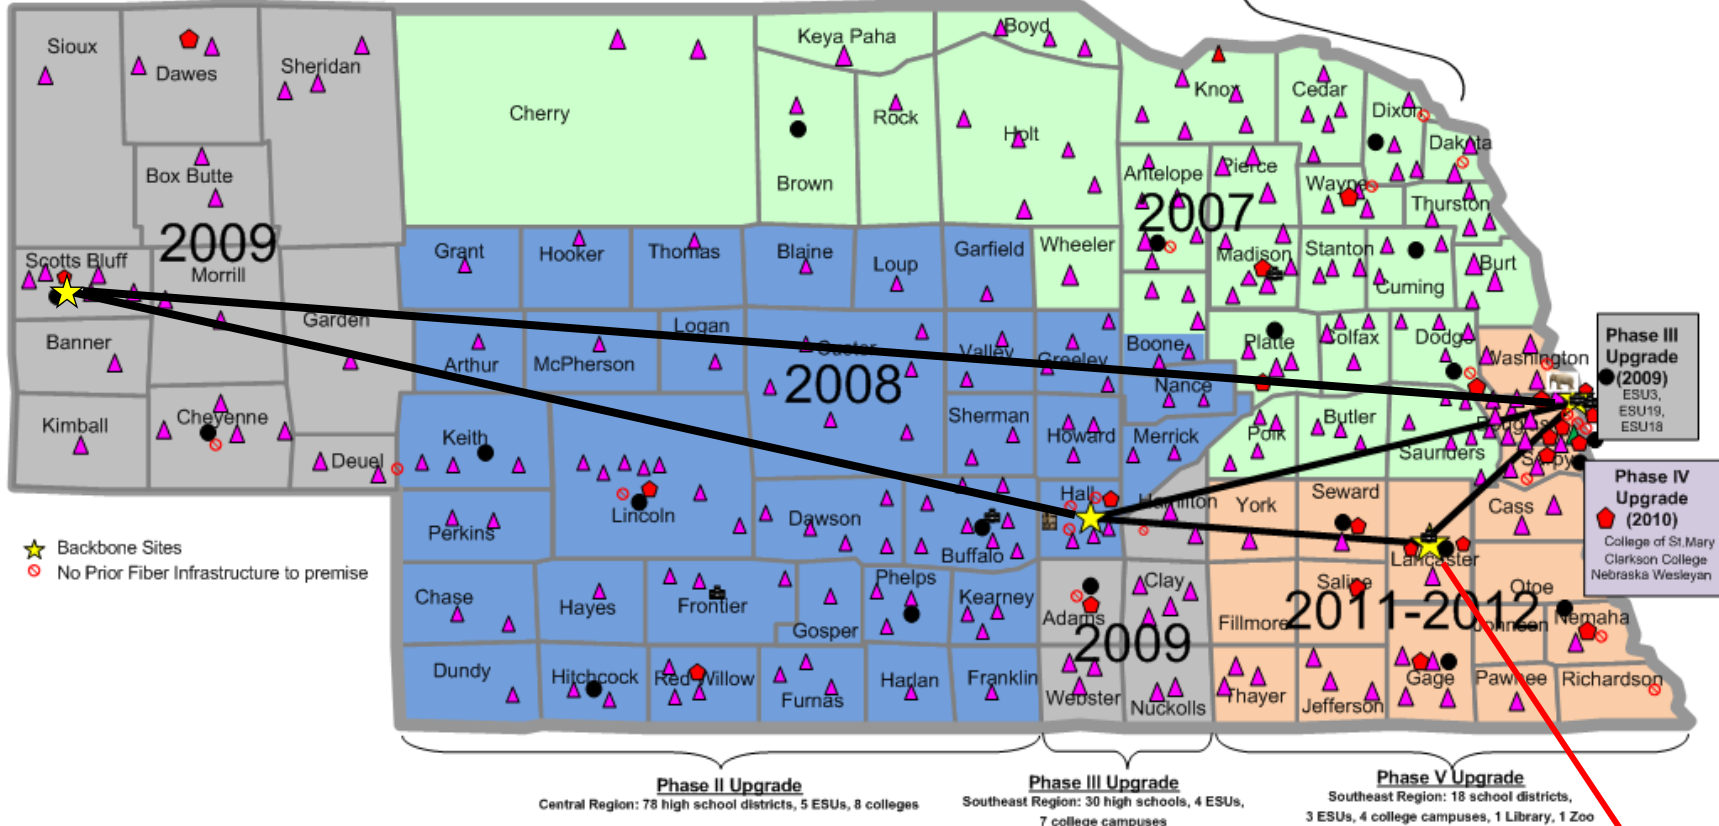 Sioux
Dawes
Sheridan
Box Butte
2009
Scotts Bluff
Morrill
Garden
Banner
Kimball
Cheyenne
Deuel
Cherry
Keya Paha
Boyd
Brown
Rock
Holt
Knox
Cedar
Dixon
Dakota
Antelope
Pierce
Wayne
Thurston
2007
Wheeler
Madison
Stanton
Cuming
Burt
Platte
Colfax
Dodge
Washington
Polk
Butler
Saunders
Douglas
Sarpy
Grant
Hooker
Thomas
Blaine
Loup
Garfield
Arthur
McPherson
Logan
Custer
Valley
Greeley
Boone
Nance
2008
Keith
Sherman
Howard
Merrick
Perkins
Lincoln
Dawson
Buffalo
Hall
Hamilton
York
Seward
Cass
Lancaster
Otoe
Chase
Hayes
Frontier
Gosper
Phelps
Kearney
Adams
Clay
Fillmore
Saline
2011-2012
Johnson
Nemaha
2009
Dundy
Hitchcock
Red Willow
Furnas
Harlan
Franklin
Webster
Nuckolls
Thayer
Jefferson
Gage
Pawnee
Richardson
Phase III
Upgrade
(2009)
ESU3,
ESU19,
ESU18
Phase IV
Upgrade
(2010)
College of St.Mary
Clarkson College
Nebraska Wesleyan
Backbone Sites
No Prior Fiber Infrastructure to premise
Phase II Upgrade
Central Region: 78 high school districts, 5 ESUs, 8 colleges
Phase III Upgrade
Southeast Region: 30 high schools, 4 ESUs,
7 college campuses
Phase V Upgrade
Southeast Region: 18 school districts,
3 ESUs, 4 college campuses, 1 Library, 1 Zoo